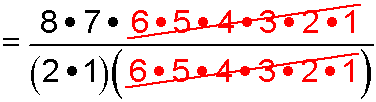 = 8 • 7 • 6 • 5 • 4 • 3 • 2 • 1
(2 • 1)(6 • 5 • 4 • 3 • 2 • 1)